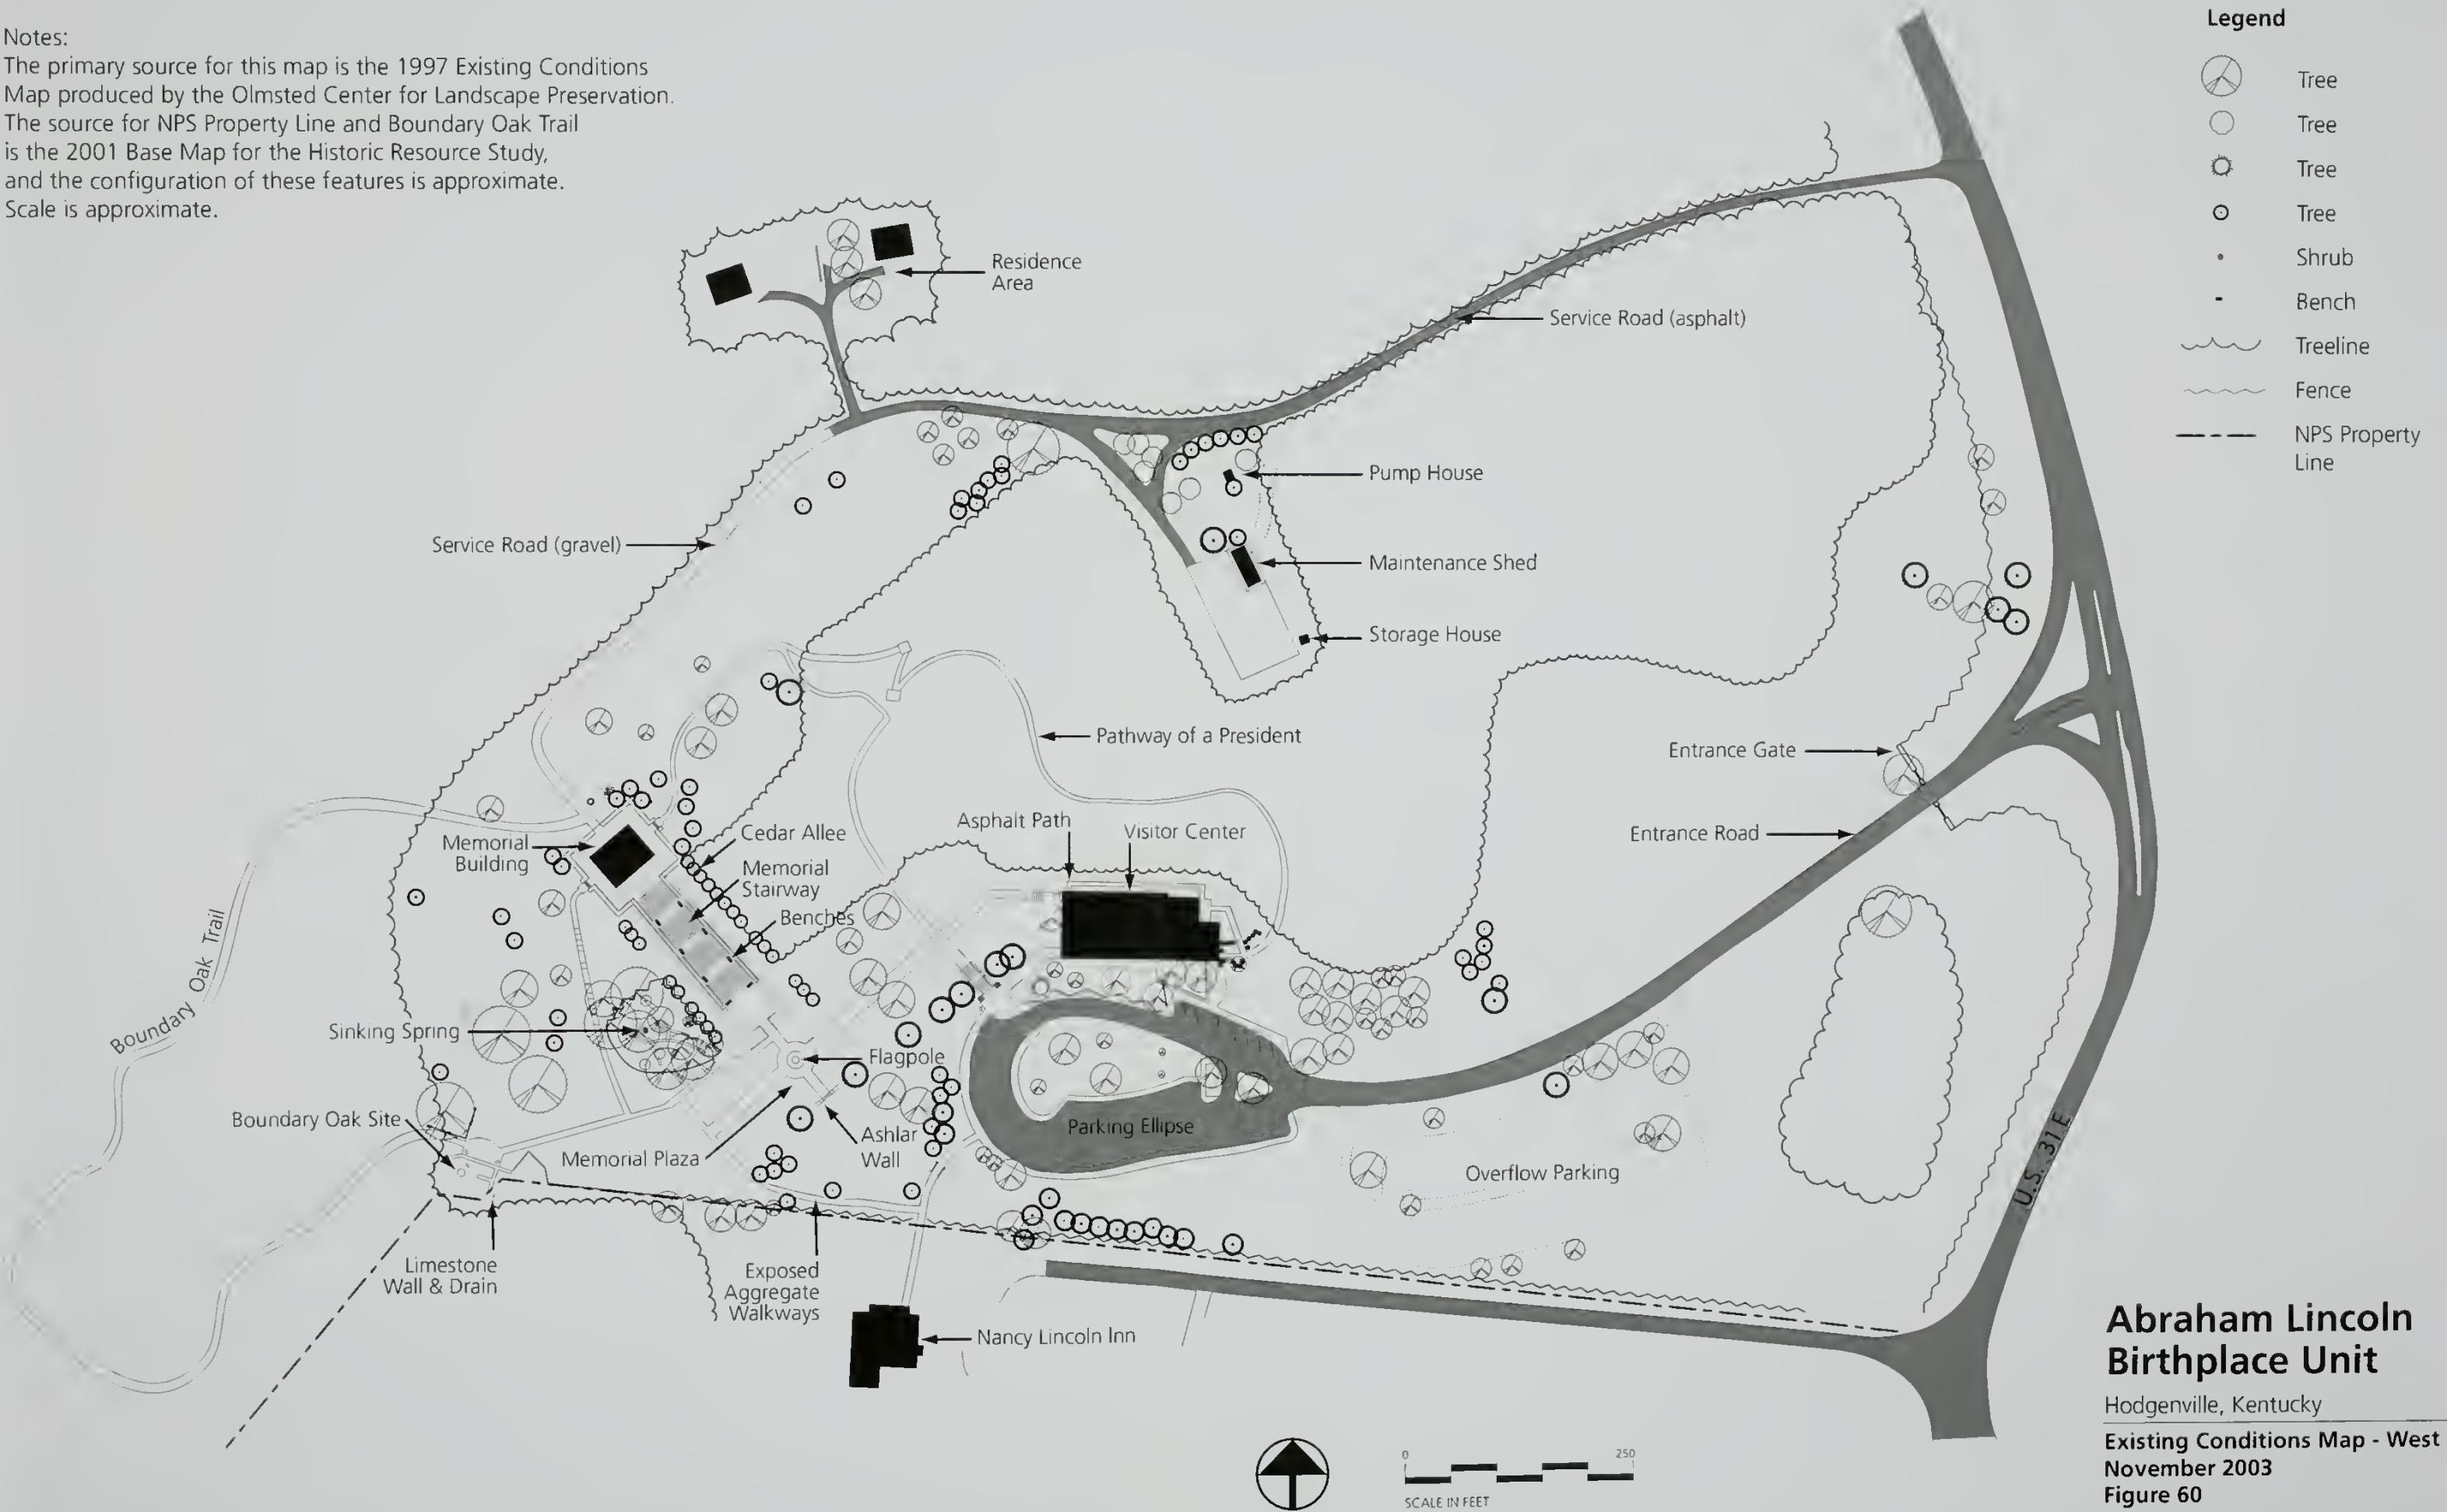 Notes:
The primary source for this map is the 1997 Existing Conditions
Map produced by the Olmsted Center for Landscape Preservation.
The source for NPS Property Line and Boundary Oak Trail
is the 2001 Base Map for the Historic Resource Study,
and the configuration of these features is approximate.
Scale is approximate.
Legend
Tree
Tree
Tree
Tree
Shrub
Bench
Treeline
Fence
NPS Property
Line
Residence
Area
Service Road (asphalt)
Pump House
Service Road (gravel)
Maintenance Shed
Storage House
Pathway of a President
Entrance Gate
Asphalt Path
Visitor Center
Entrance Road
Cedar Allee
Memorial
Building
Memorial
Stairway
Benches
Boundary Oak Trail
Sinking Spring
Flagpole
Boundary Oak Site
Parking Ellipse
Ashlar
Wall
Memorial Plaza
Overflow Parking
U.S. 31E
Limestone
Wall & Drain
Exposed
Aggregate
Walkways
Nancy Lincoln Inn
0
250
SCALE IN FEET
Abraham Lincoln
Birthplace Unit
Hodgenville, Kentucky
Existing Conditions Map - West
November 2003
Figure 60